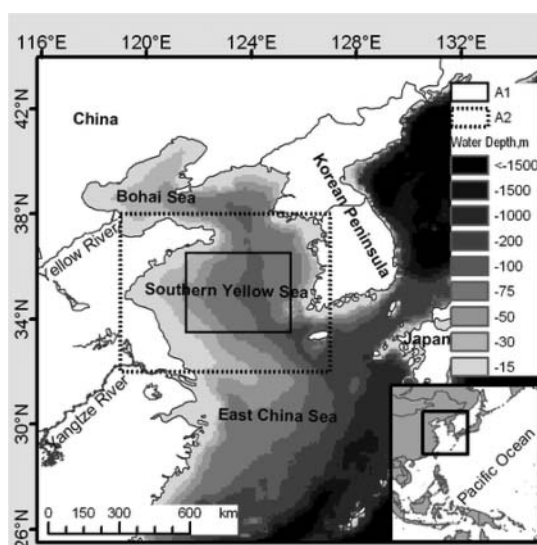 116°E 120°E 124°E 128°E 132°E
42°N
38°N
34°N
30°N
26°N
China
Bohai Sea
Korean Peninsula
Yellow River
Southern Yellow Sea
Japan
Yangtze River
East China Sea
A1
A2
Water Depth,m
<-1500
-1500
-1000
-200
-100
-75
-50
-30
-15
Pacific Ocean
0 150 300 600
km